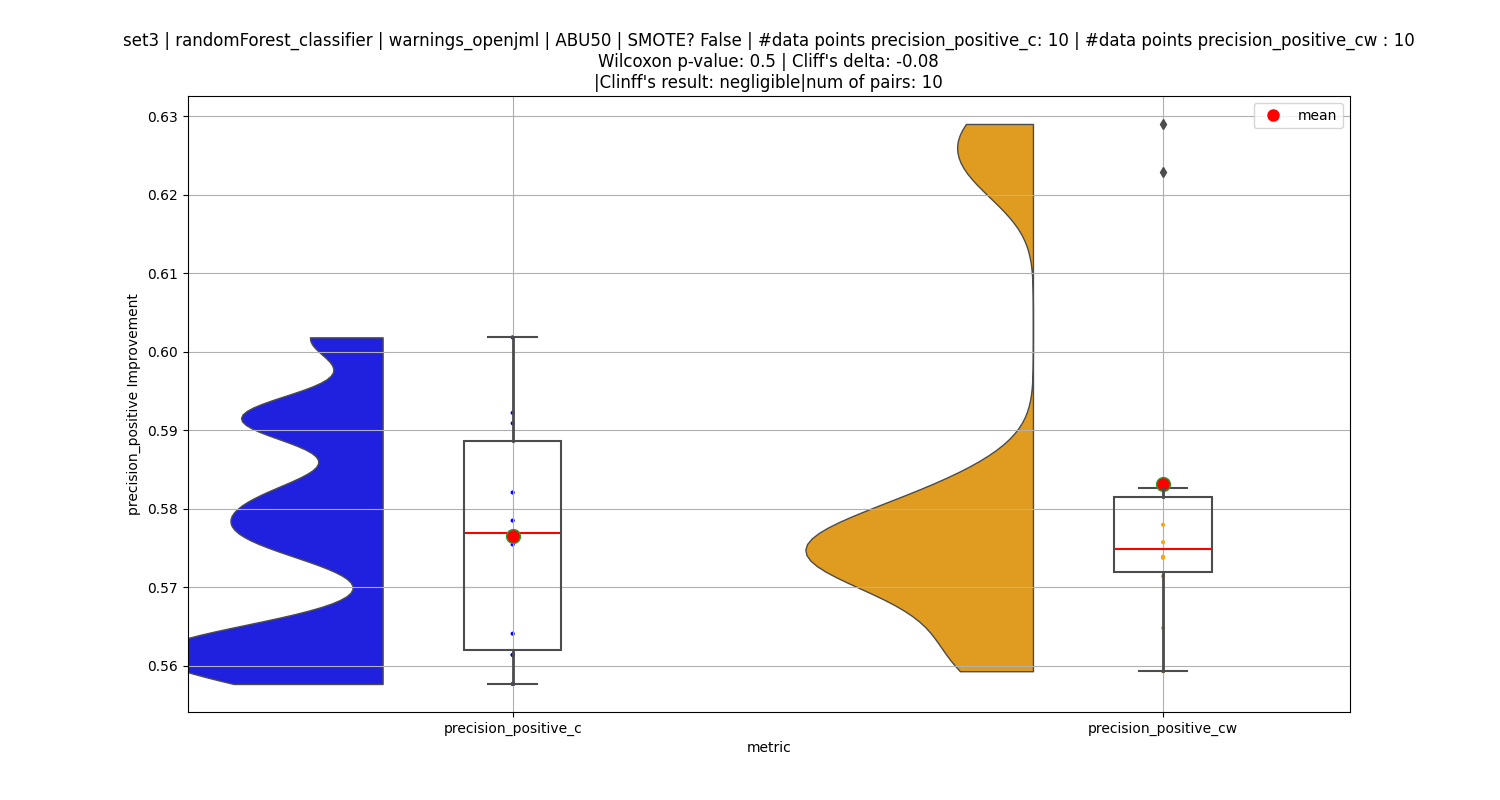 set3 | randomForest_classifier | warnings_openjml | ABU50 | SMOTE? False | #data points precision_positive_c: 10 | #data points precision_positive_cw : 10
Wilcoxon p-value: 0.5 | Cliff's delta: -0.08
|Clinff's result: negligible|num of pairs: 10
mean
0.63
0.62
0.61
0.60
0.59
0.58
0.57
0.56
precision_positive Improvement
precision_positive_c
precision_positive_cw
metric